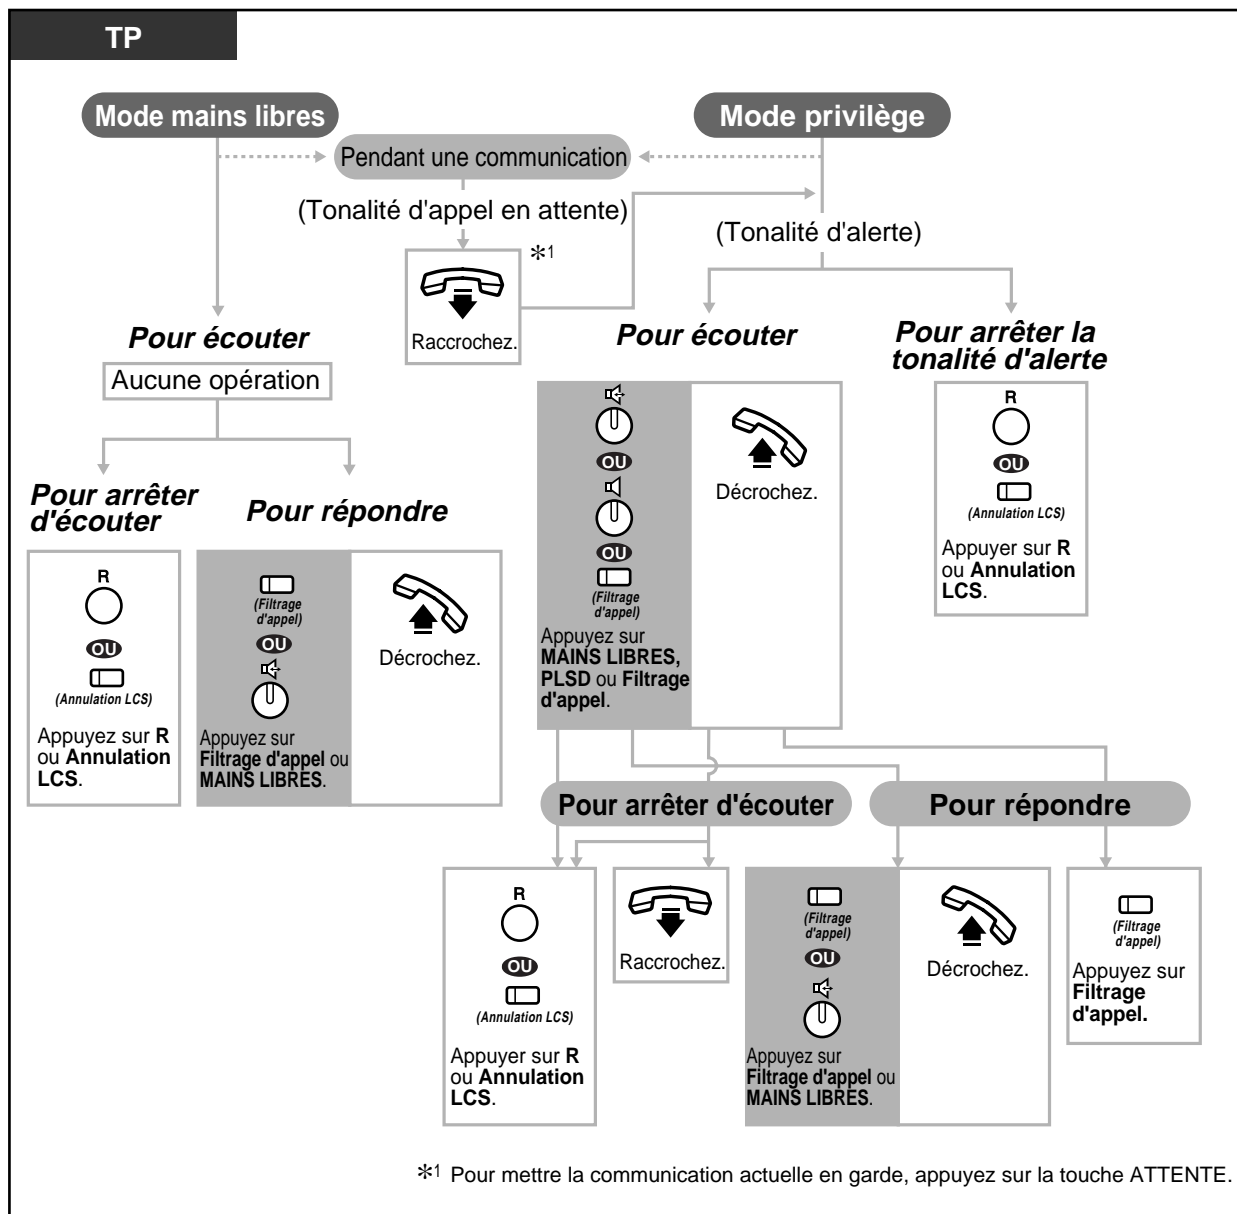 TP
Mode mains libres
Mode privilège
Pendant une communication
(Tonalité d'appel en attente)
(Tonalité d'alerte)
*1
Raccrochez.
Pour écouter
Aucune opération
Pour écouter
Pour arrêter la
tonalité d'alerte
Pour arrêter
d'écouter
Pour répondre
R
OU
(Annulation LCS)
Appuyez sur R
ou Annulation
LCS.
(Filtrage
d'appel)
OU
Appuyez sur
Filtrage d'appel ou
MAINS LIBRES.
Décrochez.
OU
OU
(Filtrage
d'appel)
Appuyez sur
MAINS LIBRES,
PLSD ou Filtrage
d'appel.
Décrochez.
R
OU
(Annulation LCS)
Appuyer sur R
ou Annulation
LCS.
Pour arrêter d'écouter
Pour répondre
R
OU
(Annulation LCS)
Appuyer sur R
ou Annulation
LCS.
Raccrochez.
(Filtrage
d'appel)
OU
Appuyez sur
Filtrage d'appel ou
MAINS LIBRES.
Décrochez.
(Filtrage
d'appel)
Appuyez sur
Filtrage
d'appel.
*1 Pour mettre la communication actuelle en garde, appuyez sur la touche ATTENTE.